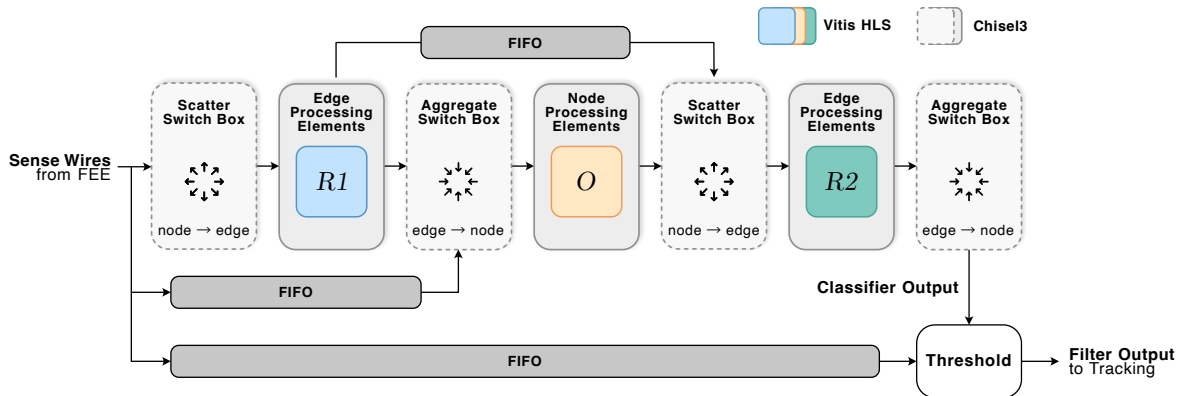 FIFO
Vitis HLS
Chisel3
Scatter
Switch Box
node → edge
Edge
Processing
Elements
R1
Aggregate
Switch Box
edge → node
Node
Processing
Elements
O
Scatter
Switch Box
node → edge
Edge
Processing
Elements
R2
Aggregate
Switch Box
edge → node
Sense Wires
from FEE
FIFO
Classifier Output
FIFO
Threshold
Filter Output
to Tracking